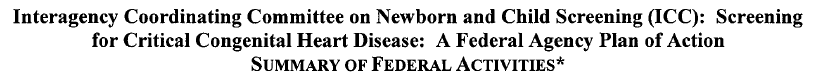 Interagency Coordinating Committee on Newborn and Child Screening (ICC):  Screening
for Critical Congenital Heart Disease:  A Federal Agency Plan of Action
SUMMARY OF FEDERAL ACTIVITIES*